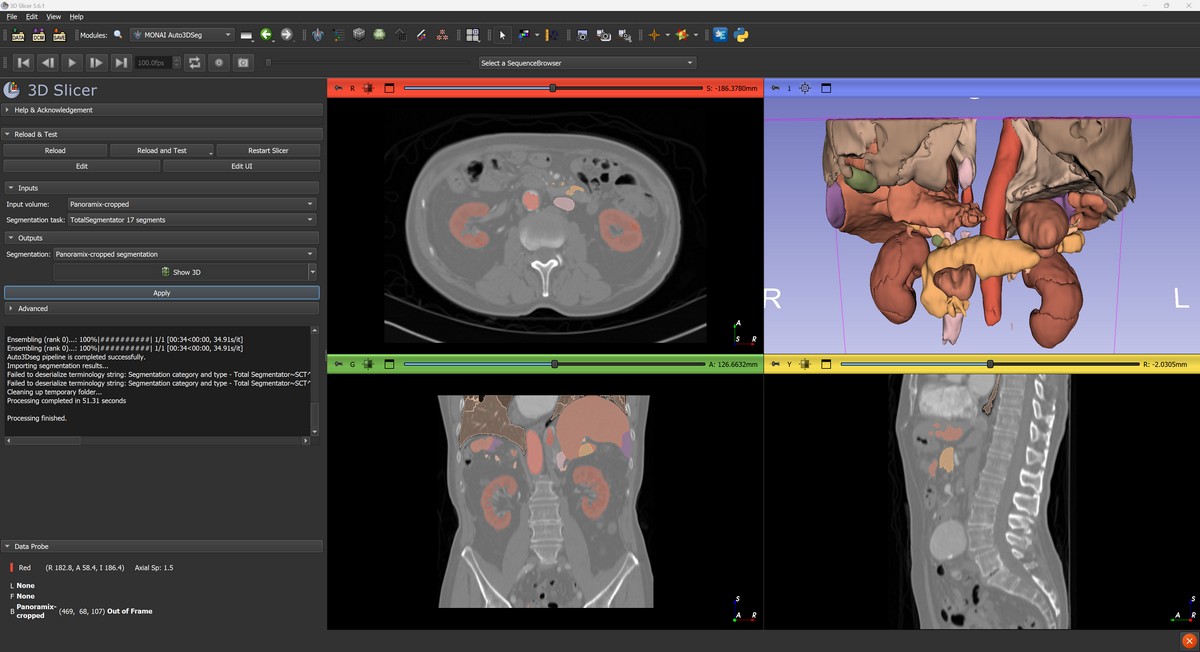 3D Slicer 5.6.1
File Edit View Help
DATA DCM SAVE Modules: MONAI Auto3DSeg
100.0fps Select a SequenceBrowser
3D Slicer
Help & Acknowledgement
Reload & Test
Reload Reload and Test Restart Slicer
Edit Edit UI
Inputs
Input volume: Panoramix-cropped
Segmentation task: TotalSegmentator 17 segments
Outputs
Segmentation: Panoramix-cropped segmentation
Show 3D
Apply
Advanced
Ensembling (rank 0)...: 100%|##########| 1/1 [00:34<00:00, 34.91s/it]
Ensembling (rank 0)...: 100%|##########| 1/1 [00:34<00:00, 34.91s/it]
Auto3Dseg pipeline is completed successfully.
Importing segmentation results...
Failed to deserialize terminology string: Segmentation category and type - Total Segmentator~SCT^
Failed to deserialize terminology string: Segmentation category and type - Total Segmentator~SCT^
Cleaning up temporary folder...
Processing completed in 51.31 seconds
Processing finished.
Data Probe
Red (R 182.8, A 58.4, I 186.4) Axial Sp: 1.5
L None
F None
B Panoramix-cropped (469, 68, 107) Out of Frame
R S: -186.3780mm
A
S R
1
R L
G A: 126.6632mm
S
A R
Y R: -2.0305mm
S
A R